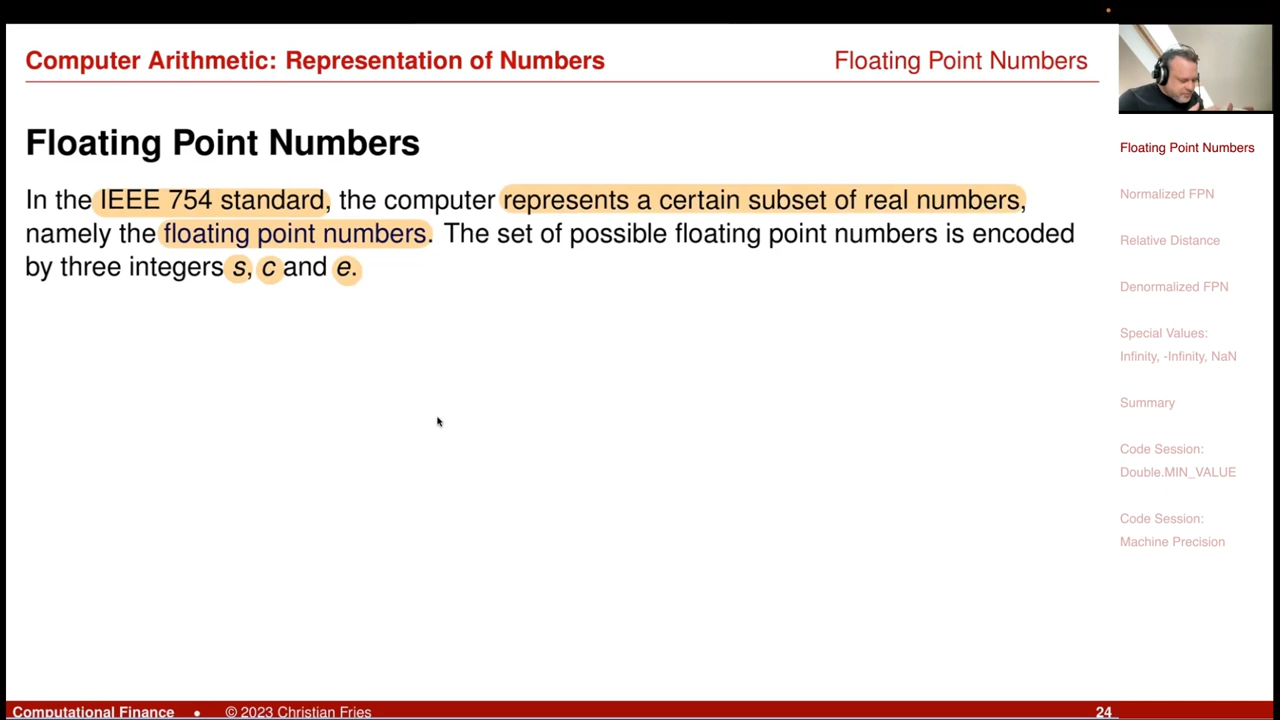 Computer Arithmetic: Representation of Numbers
Floating Point Numbers
Floating Point Numbers
In the IEEE 754 standard, the computer represents a certain subset of real numbers,
namely the floating point numbers. The set of possible floating point numbers is encoded
by three integers s, c and e.
Floating Point Numbers
Normalized FPN
Relative Distance
Denormalized FPN
Special Values:
Infinity, -Infinity, NaN
Summary
Code Session:
Double.MIN_VALUE
Code Session:
Machine Precision
Computational Finance • © 2023 Christian Fries
24